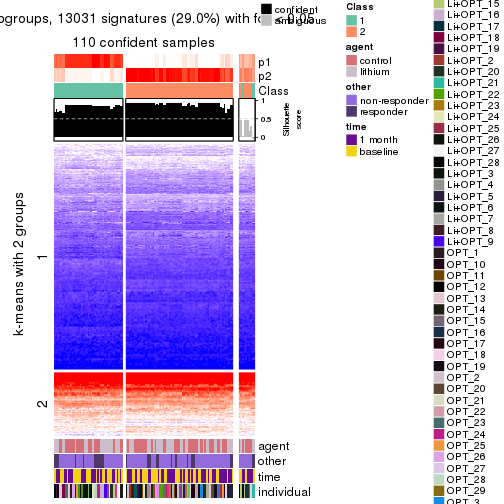 ogroups, 13031 signatures (29.0%) with
110 confident samples
confident
ambiguous
p1
p2
Class
1
0.5
0
Silhouette
score
k-means with 2 groups
1
2
agent
other
time
individual
Class
1
2
agent
control
lithium
other
non-responder
responder
time
1 month
baseline
Li+OPT_15
Li+OPT_16
Li+OPT_17
Li+OPT_18
Li+OPT_19
Li+OPT_2
Li+OPT_20
Li+OPT_21
Li+OPT_22
Li+OPT_23
Li+OPT_24
Li+OPT_25
Li+OPT_26
Li+OPT_27
Li+OPT_28
Li+OPT_3
Li+OPT_4
Li+OPT_5
Li+OPT_6
Li+OPT_7
Li+OPT_8
Li+OPT_9
OPT_1
OPT_10
OPT_11
OPT_12
OPT_13
OPT_14
OPT_15
OPT_16
OPT_17
OPT_18
OPT_19
OPT_2
OPT_20
OPT_21
OPT_22
OPT_23
OPT_24
OPT_25
OPT_26
OPT_27
OPT_28
OPT_29